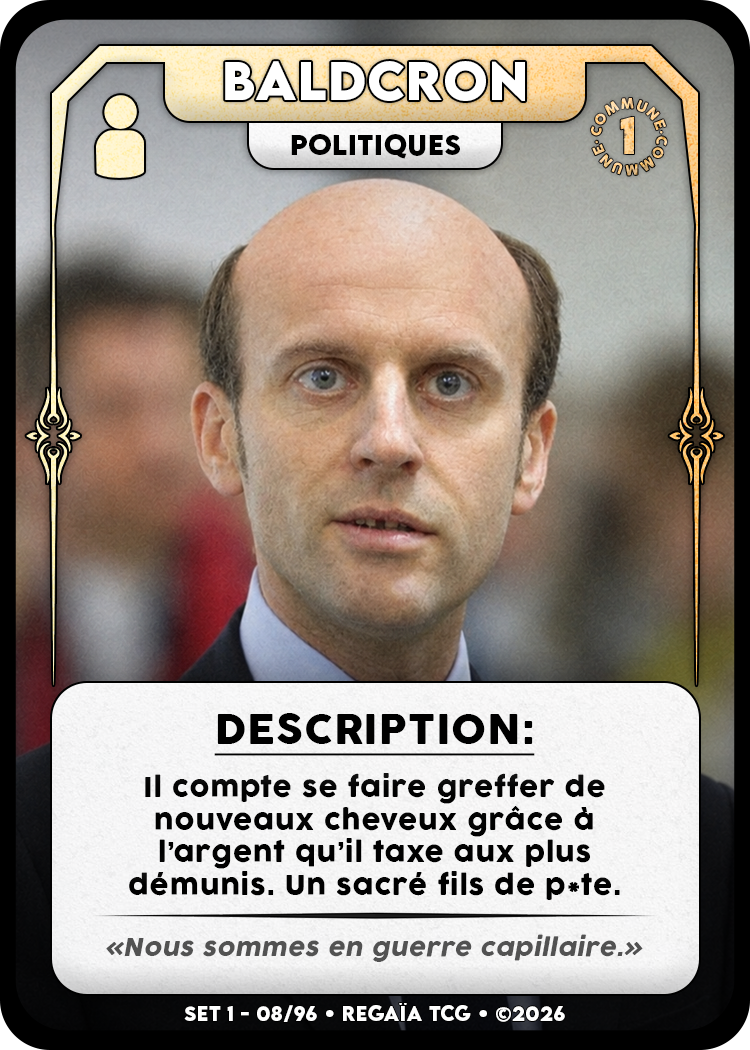 BALDCRON
POLITIQUES
COMMUNE·COMMUNE·
1
DESCRIPTION:
Il compte se faire greffer de
nouveaux cheveux grâce à
l'argent qu'il taxe aux plus
démunis. Un sacré fils de p*te.
«Nous sommes en guerre capillaire.»
SET 1 - 08/96 • REGAÏA TCG • ©2026